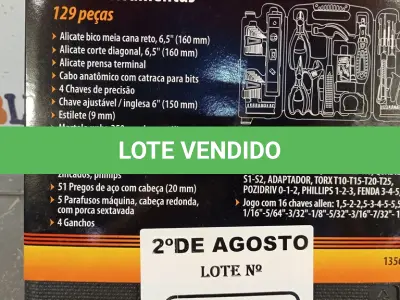 129 peças
Alicate bico meia cana reto, 6,5" (160 mm)
Alicate corte diagonal, 6,5" (160 mm)
Alicate prensa terminal
Cabo anatômico com catraca para bits
4 Chaves de precisão
Chave ajustável / inglesa 6" (150 mm)
Estilete (9 mm)
LOTE VENDIDO
zincados, phillips
51 Pregos de aço com cabeça (20 mm)
5 Parafusos máquina, cabeça redonda,
com porca sextavada
4 Ganchos
S1-S2, ADAPTADOR, TORX T10-T15-T20-T25,
POZIDRIV 0-1-2, PHILLIPS 1-2-3, FENDA 3-4-5
Jogo com 16 chaves allen: 1,5-2-2,5-3-4-5-5
1/16"-5/64"-3/32"-1/8"-5/32"-3/16"-7/32"-1
2ºDE AGOSTO
LOTE Nº